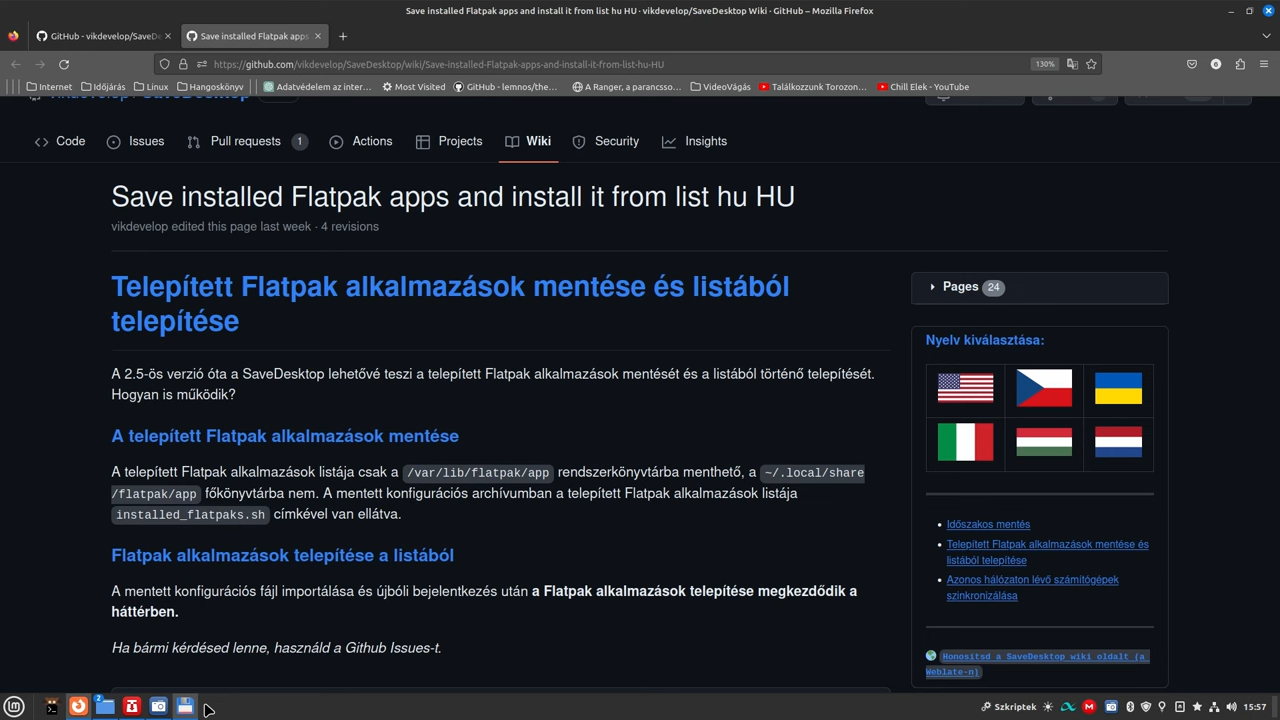 Save installed Flatpak apps and install it from list hu HU · vikdevelop/SaveDesktop Wiki · GitHub – Mozilla Firefox
GitHub - vikdevelop/SaveDe
Save installed Flatpak apps
https://github.com/vikdevelop/SaveDesktop/wiki/Save-installed-Flatpak-apps-and-install-it-from-list-hu-HU
130%
Internet
Időjárás
Linux
Hangoskönyv
Adatvédelem az inter…
Most Visited
GitHub - lemnos/the…
A Ranger, a parancsso…
VideoVágás
Találkozzunk Torozon…
Chill Elek - YouTube
Code
Issues
Pull requests 1
Actions
Projects
Wiki
Security
Insights
Save installed Flatpak apps and install it from list hu HU
vikdevelop edited this page last week · 4 revisions
Telepített Flatpak alkalmazások mentése és listából
telepítése
A 2.5-ös verzió óta a SaveDesktop lehetővé teszi a telepített Flatpak alkalmazások mentését és a listából történő telepítését.
Hogyan is működik?
A telepített Flatpak alkalmazások mentése
A telepített Flatpak alkalmazások listája csak a /var/lib/flatpak/app rendszerkönyvtárba menthető, a ~/.local/share
/flatpak/app főkönyvtárba nem. A mentett konfigurációs archívumban a telepített Flatpak alkalmazások listája
installed_flatpaks.sh címkével van ellátva.
Flatpak alkalmazások telepítése a listából
A mentett konfigurációs fájl importálása és újbóli bejelentkezés után a Flatpak alkalmazások telepítése megkezdődik a
háttérben.
Ha bármi kérdésed lenne, használd a Github Issues-t.
Pages 24
Nyelv kiválasztása:
Időszakos mentés
Telepített Flatpak alkalmazások mentése és
listából telepítése
Azonos hálózaton lévő számítógépek
szinkronizálása
Honosítsd a SaveDesktop wiki oldalt (a
Weblate-n)
2
Szkriptek
15:57